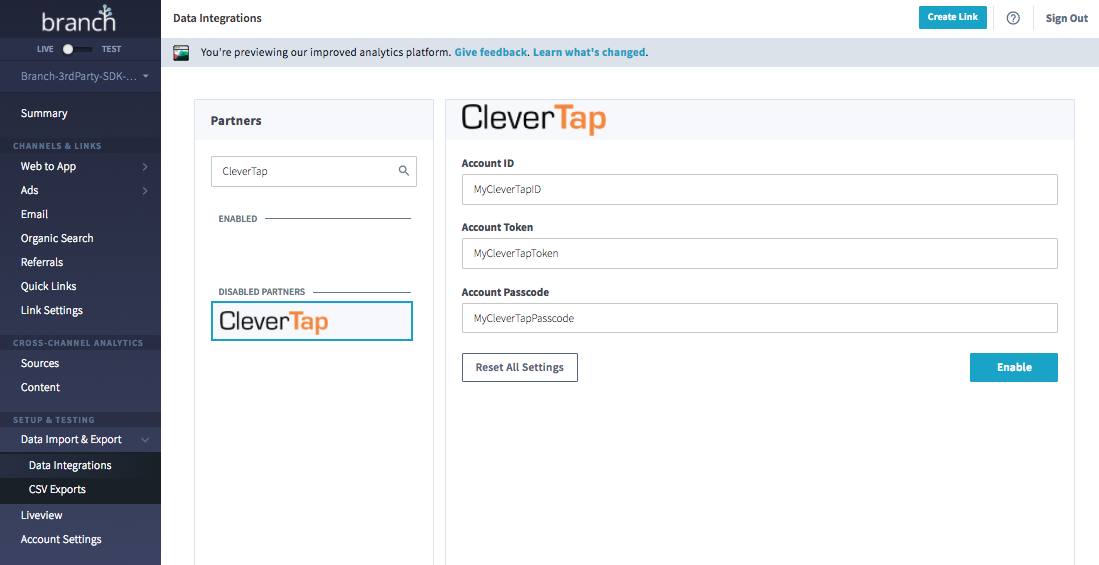 branch
LIVE TEST
Branch-3rdParty-SDK-...
Summary
CHANNELS & LINKS
Web to App
Ads
Email
Organic Search
Referrals
Quick Links
Link Settings
CROSS-CHANNEL ANALYTICS
Sources
Content
SETUP & TESTING
Data Import & Export
Data Integrations
CSV Exports
Liveview
Account Settings
Data Integrations
Create Link
?
Sign Out
You're previewing our improved analytics platform. Give feedback. Learn what's changed.
Partners
CleverTap
ENABLED
DISABLED PARTNERS
CleverTap
CleverTap
Account ID
MyCleverTapID
Account Token
MyCleverTapToken
Account Passcode
MyCleverTapPasscode
Reset All Settings
Enable